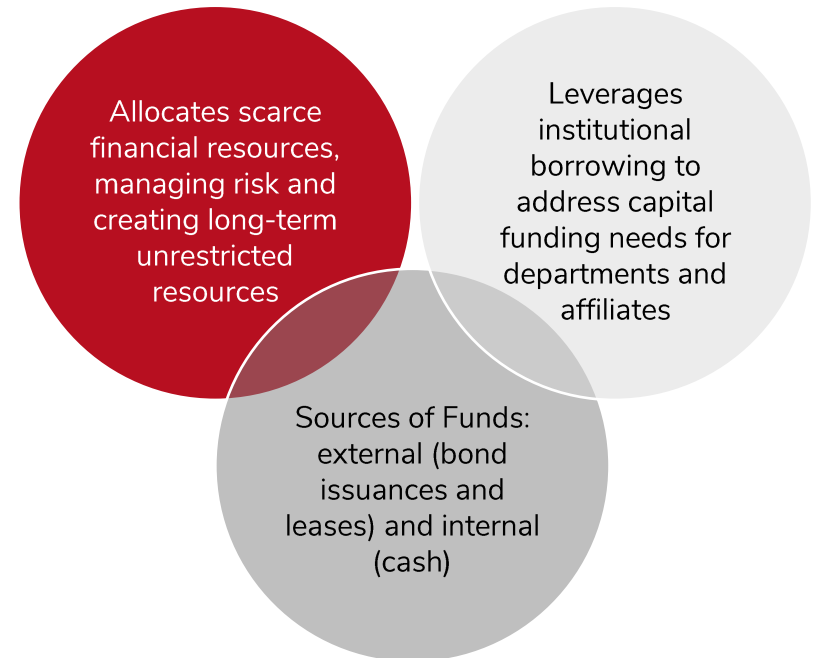 Allocates scarce
financial resources,
managing risk and
creating long-term
unrestricted
resources
Leverages
institutional
borrowing to
address capital
funding needs for
departments and
affiliates
Sources of Funds:
external (bond
issuances and
leases) and internal
(cash)